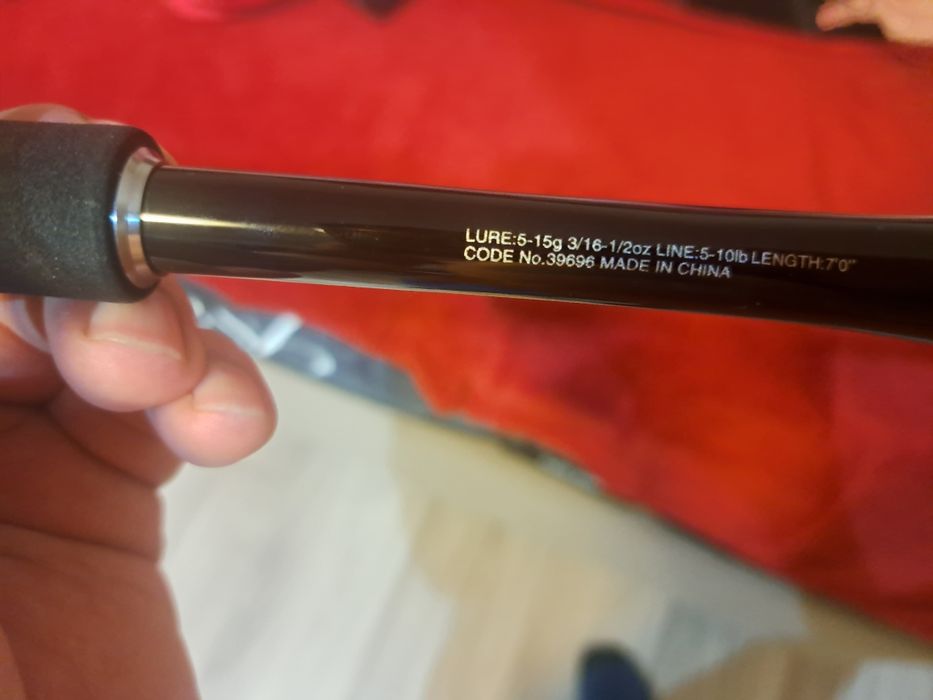 LURE:5-15g 3/16-1/2oz LINE:5-10lb LENGTH:7'0"
CODE No.39696 MADE IN CHINA